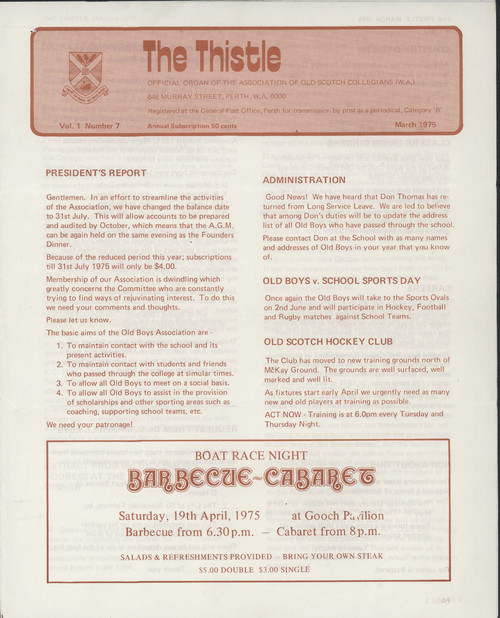 The Thistle
OFFICIAL ORGAN OF THE ASSOCIATION OF OLD SCOTCH COLLEGIANS (W.A.)
646 MURRAY STREET, PERTH, W.A. 6000
Registered at the General Post Office, Perth for transmission by post as a periodical, Category 'B'
Vol. 1 Number 7 Annual Subscription 50 cents March 1975
PRESIDENT'S REPORT
Gentlemen. In an effort to streamline the activities
of the Association, we have changed the balance date
to 31st July. This will allow accounts to be prepared
and audited by October, which means that the A.G.M.
can be again held on the same evening as the Founders
Dinner.
Because of the reduced period this year; subscriptions
till 31st July 1975 will only be $4.00.
Membership of our Association is dwindling which
greatly concerns the Committee who are constantly
trying to find ways of rejuvinating interest. To do this
we need your comments and thoughts.
Please let us know.
The basic aims of the Old Boys Association are -
1. To maintain contact with the school and its
present activities.
2. To maintain contact with students and friends
who passed through the college at simular times.
3. To allow all Old Boys to meet on a social basis.
4. To allow all Old Boys to assist in the provision
of scholarships and other sporting areas such as
coaching, supporting school teams, etc.
We need your patronage!
ADMINISTRATION
Good News! We have heard that Don Thomas has re-
turned from Long Service Leave. We are led to believe
that among Don's duties will be to update the address
list of all Old Boys who have passed through the school.
Please contact Don at the School with as many names
and addresses of Old Boys in your year that you know
of.
OLD BOYS v. SCHOOL SPORTS DAY
Once again the Old Boys will take to the Sports Ovals
on 2nd June and will participate in Hockey, Football
and Rugby matches against School Teams.
OLD SCOTCH HOCKEY CLUB
The Club has moved to new training grounds north of
McKay Ground. The grounds are well surfaced, well
marked and well lit.
As fixtures start early April we urgently need as many
new and old players at training as possible.
ACT NOW - Training is at 6.0pm every Tuesday and
Thursday Night.
BOAT RACE NIGHT
BARBECUE~CABARET
Saturday, 19th April, 1975 at Gooch Pavilion
Barbecue from 6.30 p.m. – Cabaret from 8 p.m.
SALADS & REFRESHMENTS PROVIDED – BRING YOUR OWN STEAK
$5.00 DOUBLE $3.00 SINGLE